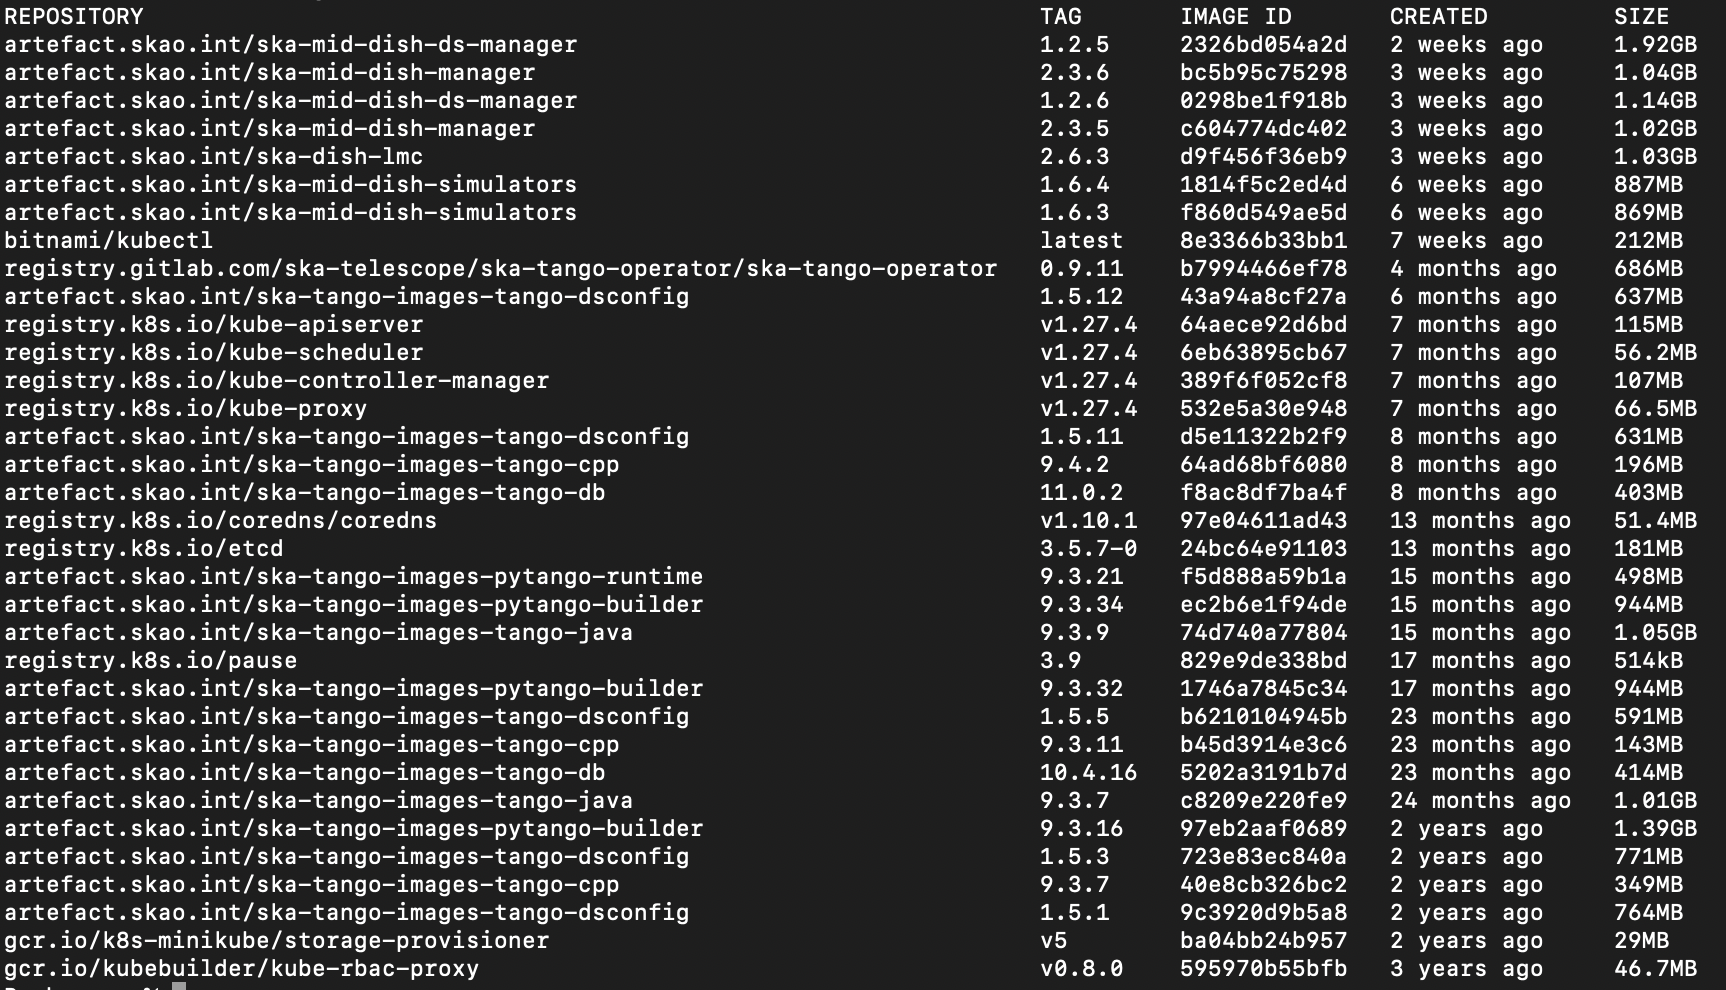 REPOSITORY TAG IMAGE ID CREATED SIZE
artefact.skao.int/ska-mid-dish-ds-manager 1.2.5 2326bd054a2d 2 weeks ago 1.92GB
artefact.skao.int/ska-mid-dish-manager 2.3.6 bc5b95c75298 3 weeks ago 1.04GB
artefact.skao.int/ska-mid-dish-ds-manager 1.2.6 0298be1f918b 3 weeks ago 1.14GB
artefact.skao.int/ska-mid-dish-manager 2.3.5 c604774dc402 3 weeks ago 1.02GB
artefact.skao.int/ska-dish-lmc 2.6.3 d9f456f36eb9 3 weeks ago 1.03GB
artefact.skao.int/ska-mid-dish-simulators 1.6.4 1814f5c2ed4d 6 weeks ago 887MB
artefact.skao.int/ska-mid-dish-simulators 1.6.3 f860d549ae5d 6 weeks ago 869MB
bitnami/kubectl latest 8e3366b33bb1 7 weeks ago 212MB
registry.gitlab.com/ska-telescope/ska-tango-operator/ska-tango-operator 0.9.11 b7994466ef78 4 months ago 686MB
artefact.skao.int/ska-tango-images-tango-dsconfig 1.5.12 43a94a8cf27a 6 months ago 637MB
registry.k8s.io/kube-apiserver v1.27.4 64aece92d6bd 7 months ago 115MB
registry.k8s.io/kube-scheduler v1.27.4 6eb63895cb67 7 months ago 56.2MB
registry.k8s.io/kube-controller-manager v1.27.4 389f6f052cf8 7 months ago 107MB
registry.k8s.io/kube-proxy v1.27.4 532e5a30e948 7 months ago 66.5MB
artefact.skao.int/ska-tango-images-tango-dsconfig 1.5.11 d5e11322b2f9 8 months ago 631MB
artefact.skao.int/ska-tango-images-tango-cpp 9.4.2 64ad68bf6080 8 months ago 196MB
artefact.skao.int/ska-tango-images-tango-db 11.0.2 f8ac8df7ba4f 8 months ago 403MB
registry.k8s.io/coredns/coredns v1.10.1 97e04611ad43 13 months ago 51.4MB
registry.k8s.io/etcd 3.5.7-0 24bc64e91103 13 months ago 181MB
artefact.skao.int/ska-tango-images-pytango-runtime 9.3.21 f5d888a59b1a 15 months ago 498MB
artefact.skao.int/ska-tango-images-pytango-builder 9.3.34 ec2b6e1f94de 15 months ago 944MB
artefact.skao.int/ska-tango-images-tango-java 9.3.9 74d740a77804 15 months ago 1.05GB
registry.k8s.io/pause 3.9 829e9de338bd 17 months ago 514kB
artefact.skao.int/ska-tango-images-pytango-builder 9.3.32 1746a7845c34 17 months ago 944MB
artefact.skao.int/ska-tango-images-tango-dsconfig 1.5.5 b6210104945b 23 months ago 591MB
artefact.skao.int/ska-tango-images-tango-cpp 9.3.11 b45d3914e3c6 23 months ago 143MB
artefact.skao.int/ska-tango-images-tango-db 10.4.16 5202a3191b7d 23 months ago 414MB
artefact.skao.int/ska-tango-images-tango-java 9.3.7 c8209e220fe9 24 months ago 1.01GB
artefact.skao.int/ska-tango-images-pytango-builder 9.3.16 97eb2aaf0689 2 years ago 1.39GB
artefact.skao.int/ska-tango-images-tango-dsconfig 1.5.3 723e83ec840a 2 years ago 771MB
artefact.skao.int/ska-tango-images-tango-cpp 9.3.7 40e8cb326bc2 2 years ago 349MB
artefact.skao.int/ska-tango-images-tango-dsconfig 1.5.1 9c3920d9b5a8 2 years ago 764MB
gcr.io/k8s-minikube/storage-provisioner v5 ba04bb24b957 2 years ago 29MB
gcr.io/kubebuilder/kube-rbac-proxy v0.8.0 595970b55bfb 3 years ago 46.7MB